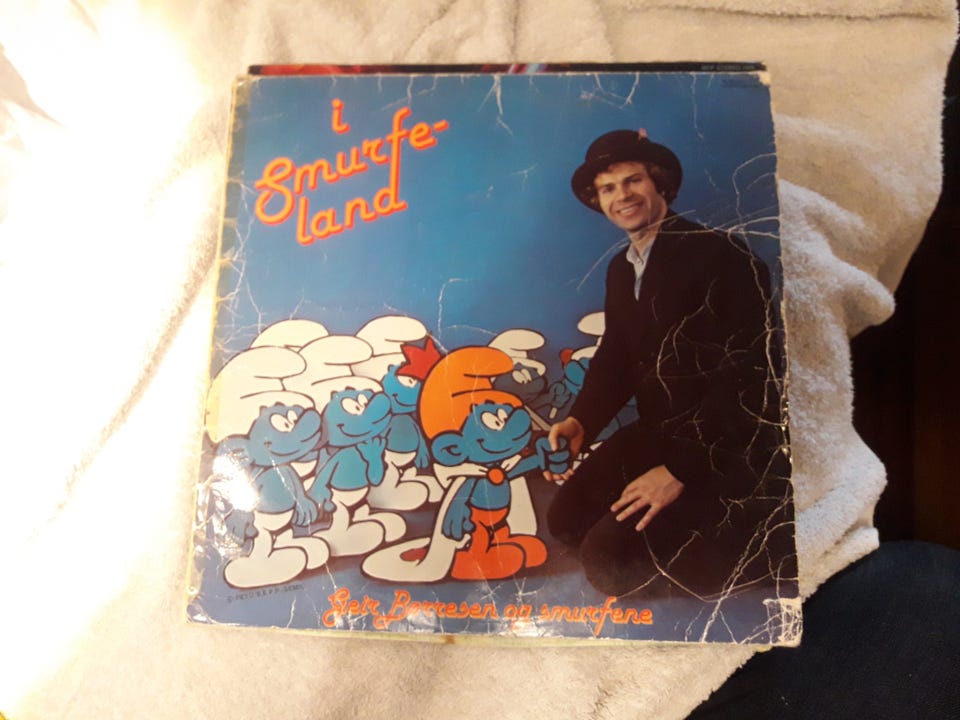 i
Smurfe-
land
Geir Børresen og smurfene